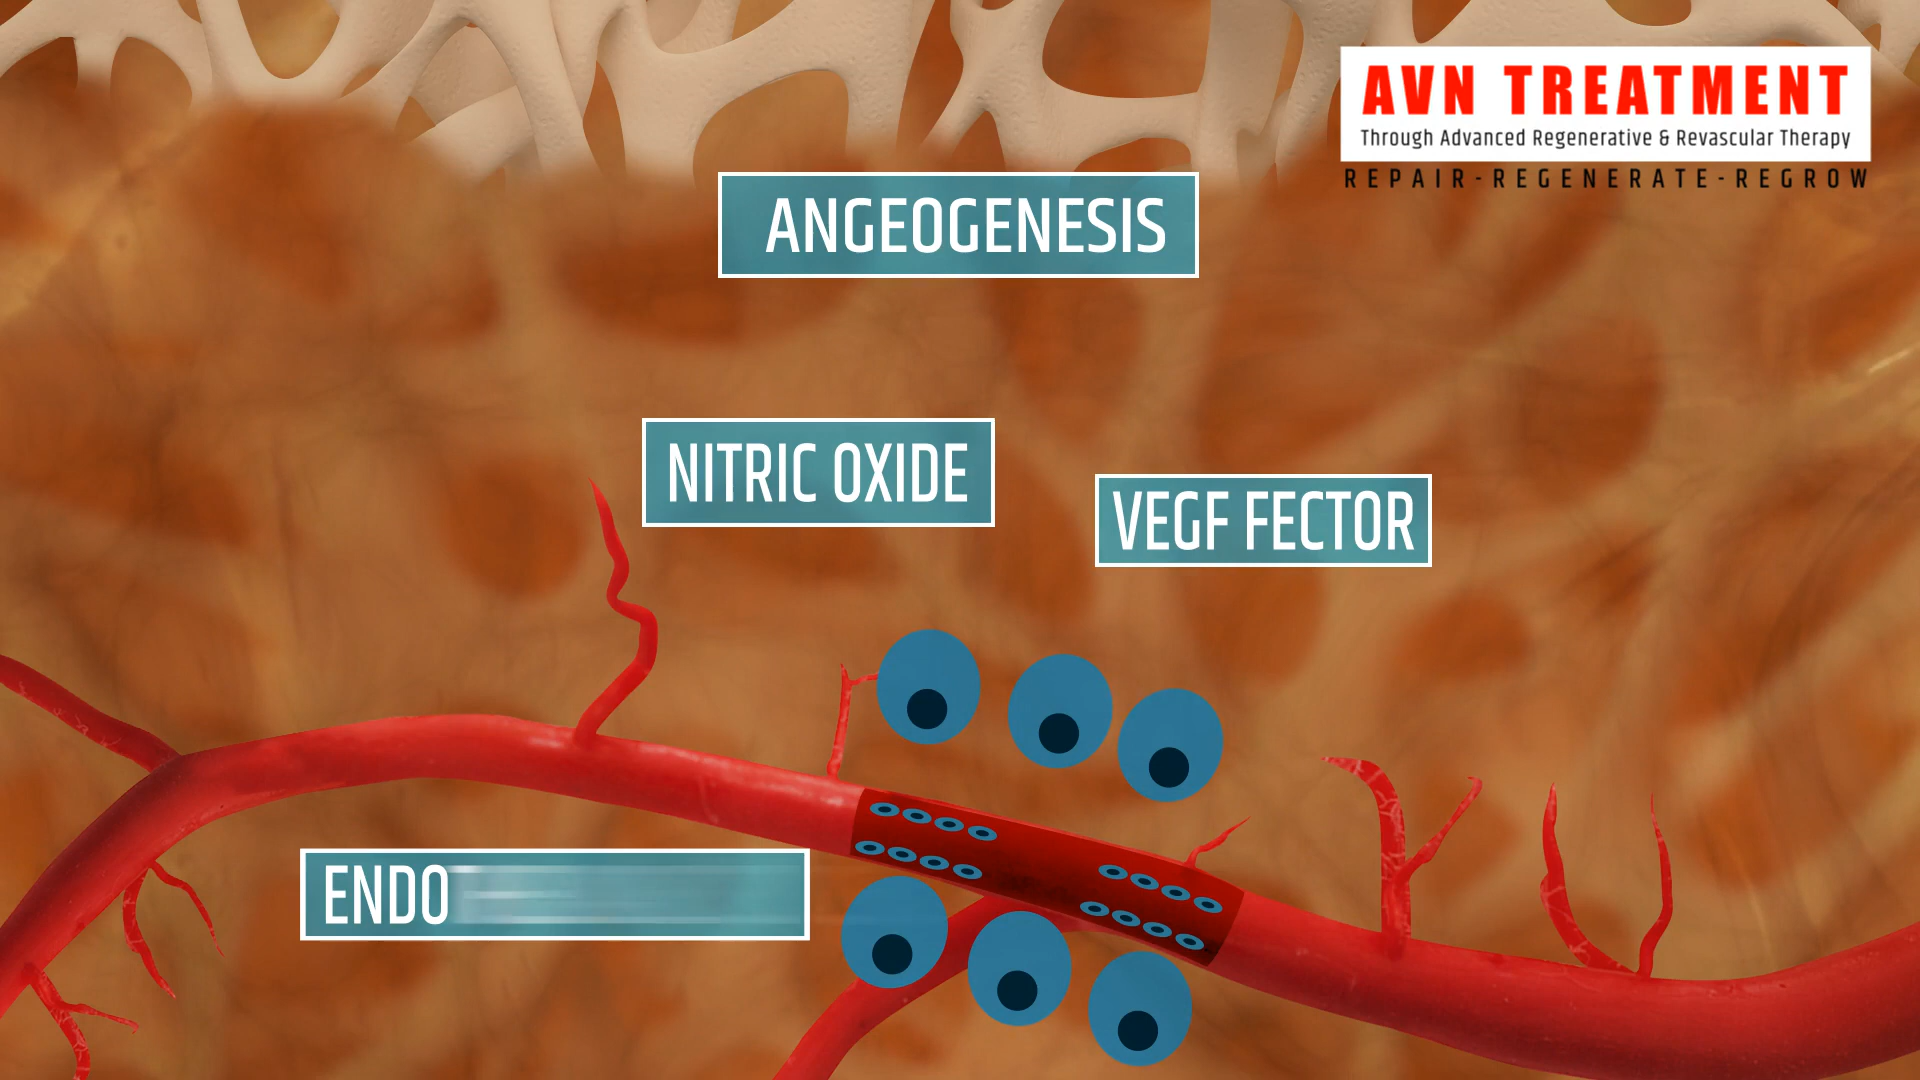 AVN TREATMENT
Through Advanced Regenerative & Revascular Therapy
REPAIR-REGENERATE-REGROW
ANGEOGENESIS
NITRIC OXIDE
VEGF FECTOR
ENDO